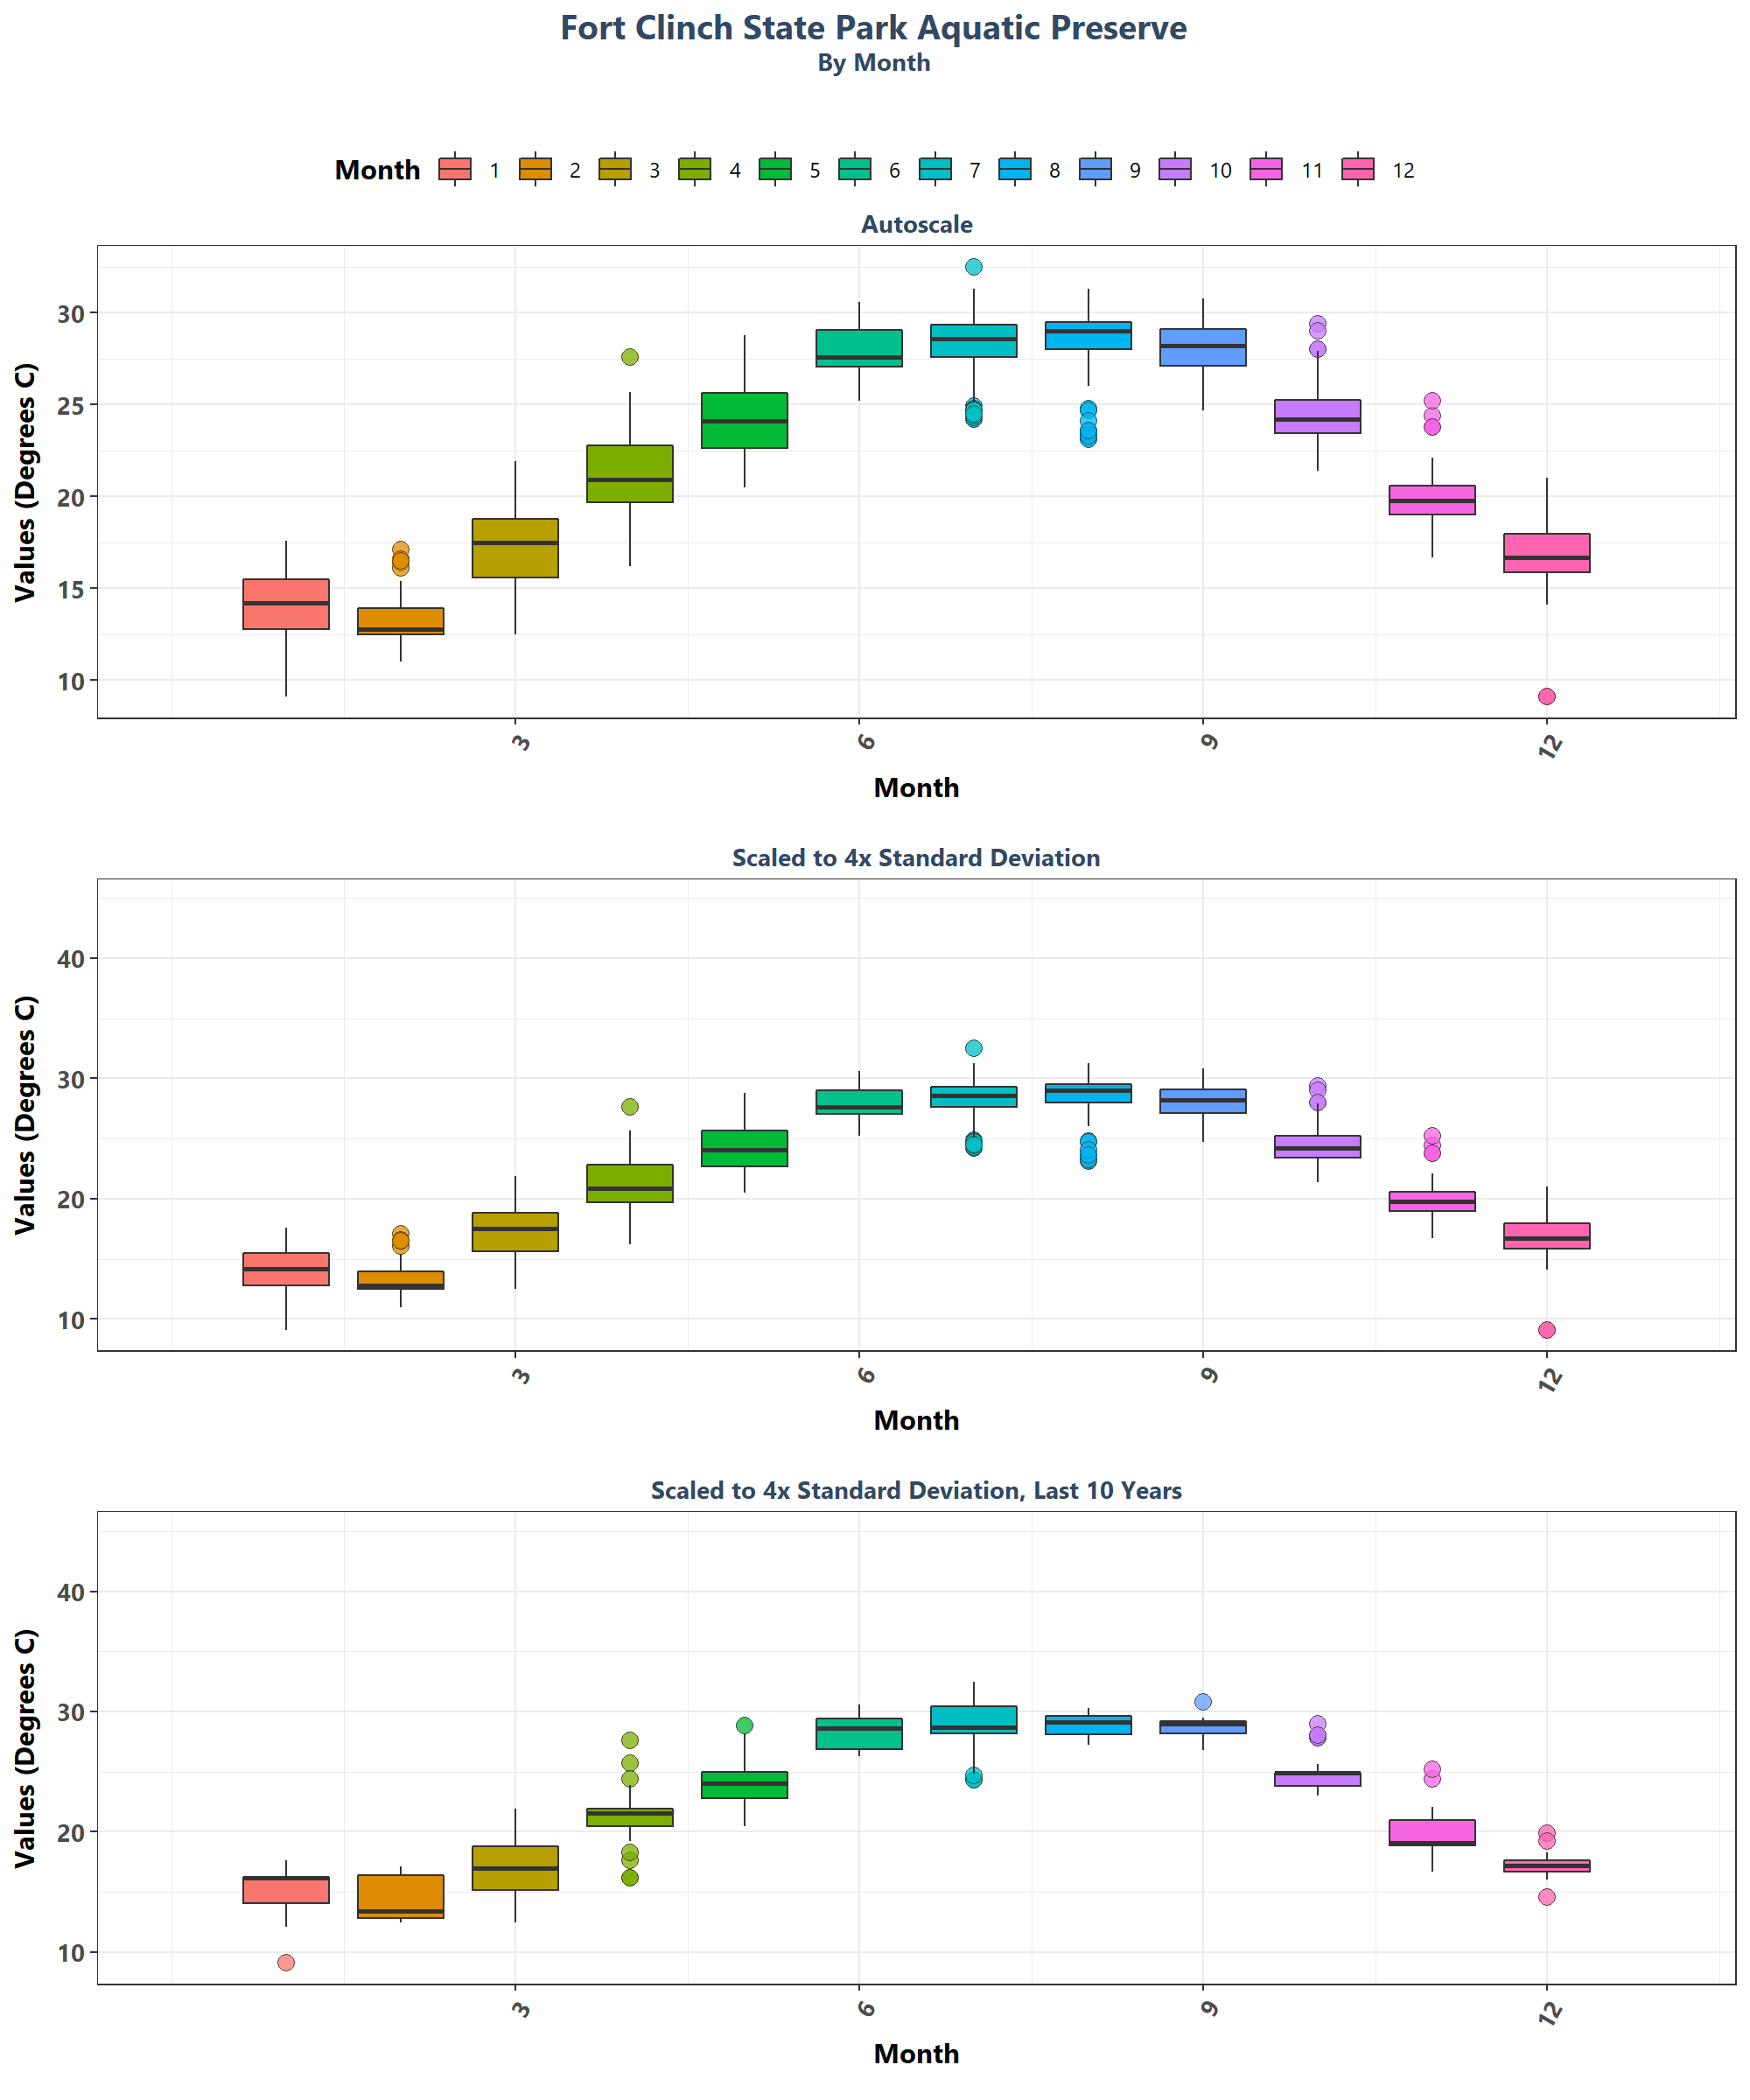 Fort Clinch State Park Aquatic Preserve
By Month
Month 1 2 3 4 5 6 7 8 9 10 11 12
Autoscale
Values (Degrees C)
30
25
20
15
10
3 6 9 12
Month
Scaled to 4x Standard Deviation
Values (Degrees C)
40
30
20
10
3 6 9 12
Month
Scaled to 4x Standard Deviation, Last 10 Years
Values (Degrees C)
40
30
20
10
3 6 9 12
Month